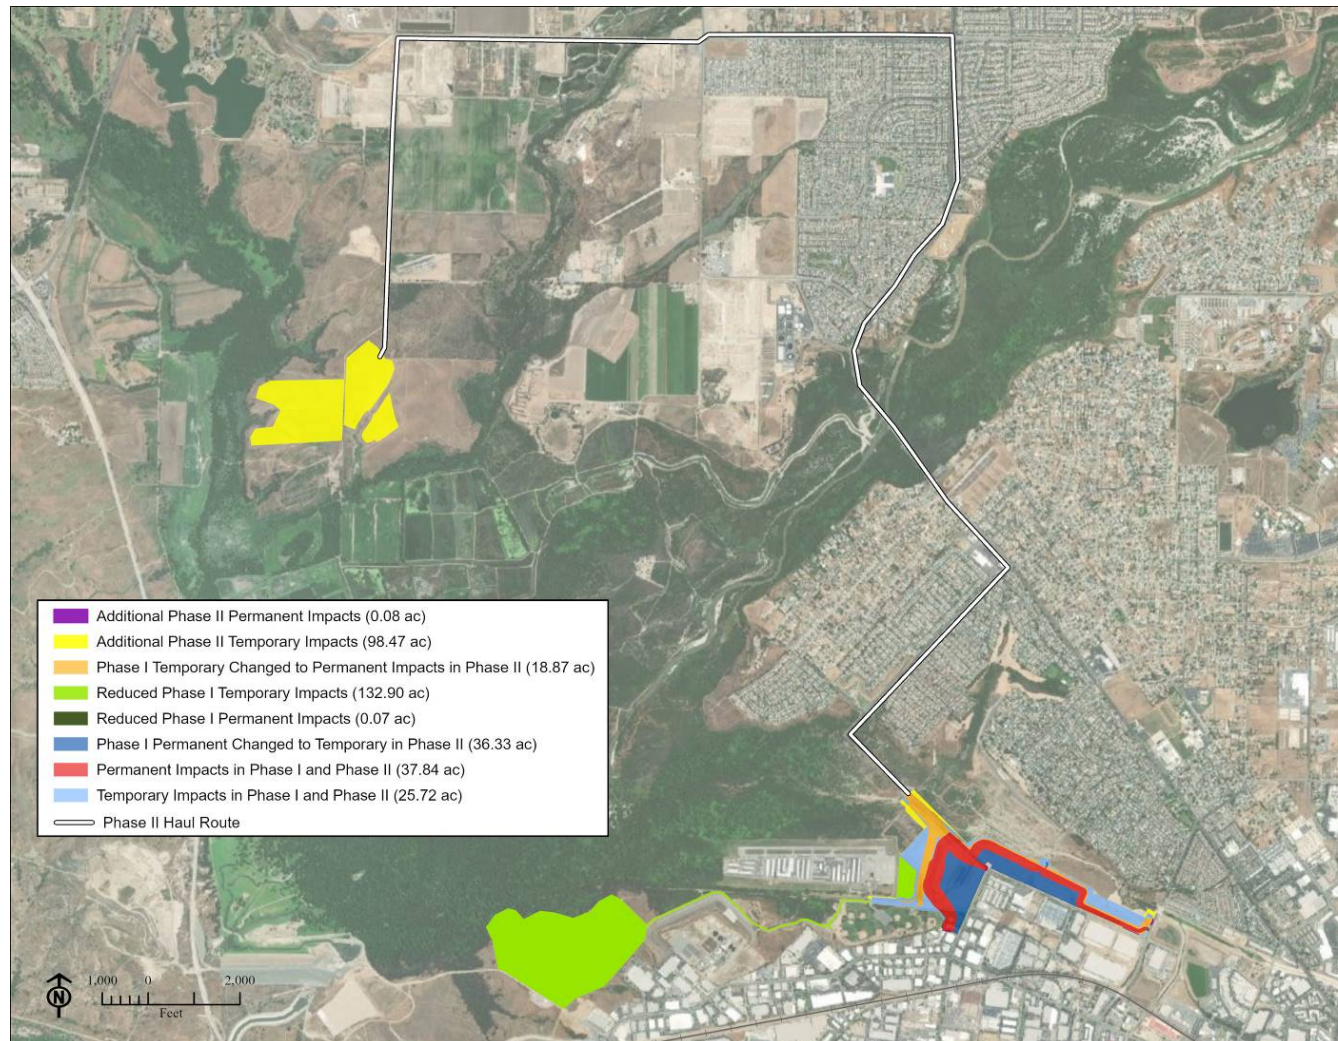 Additional Phase II Permanent Impacts (0.08 ac)
Additional Phase II Temporary Impacts (98.47 ac)
Phase I Temporary Changed to Permanent Impacts in Phase II (18.87 ac)
Reduced Phase I Temporary Impacts (132.90 ac)
Reduced Phase I Permanent Impacts (0.07 ac)
Phase I Permanent Changed to Temporary in Phase II (36.33 ac)
Permanent Impacts in Phase I and Phase II (37.84 ac)
Temporary Impacts in Phase I and Phase II (25.72 ac)
Phase II Haul Route
N
1,000 0 2,000
Feet